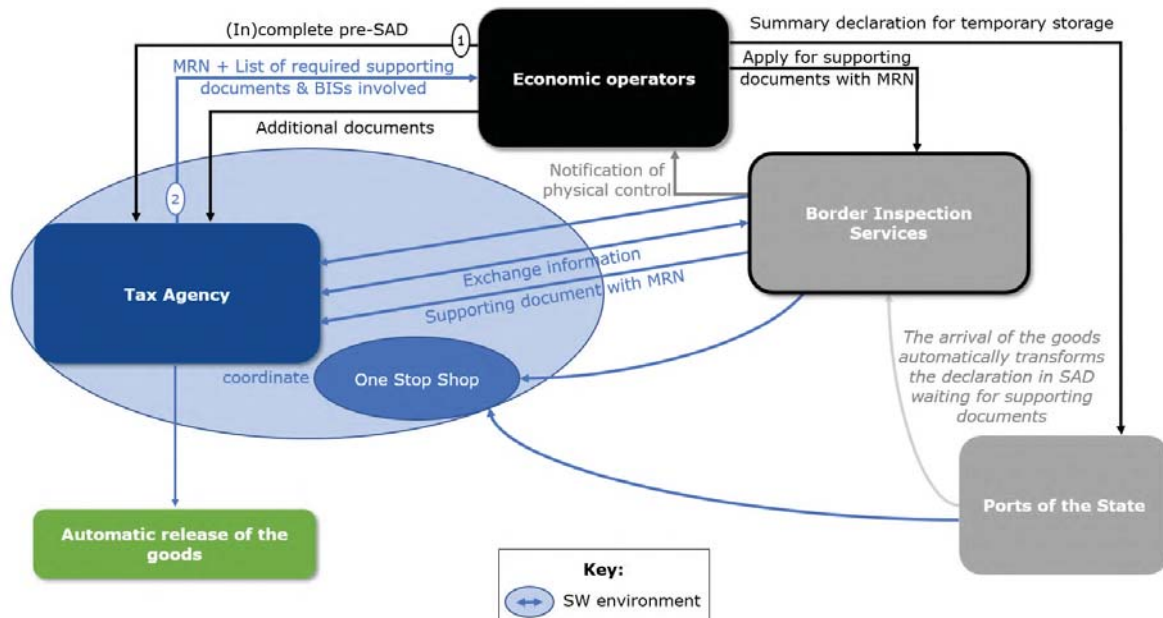 (In)complete pre-SAD
1
Summary declaration for temporary storage
MRN + List of required supporting
documents & BISs involved
Economic operators
Apply for supporting
documents with MRN
Additional documents
Notification of
physical control
2
Border Inspection
Services
Tax Agency
Exchange information
Supporting document with MRN
coordinate
One Stop Shop
The arrival of the goods
automatically transforms
the declaration in SAD
waiting for supporting
documents
Ports of the State
Automatic release of the
goods
Key:
SW environment